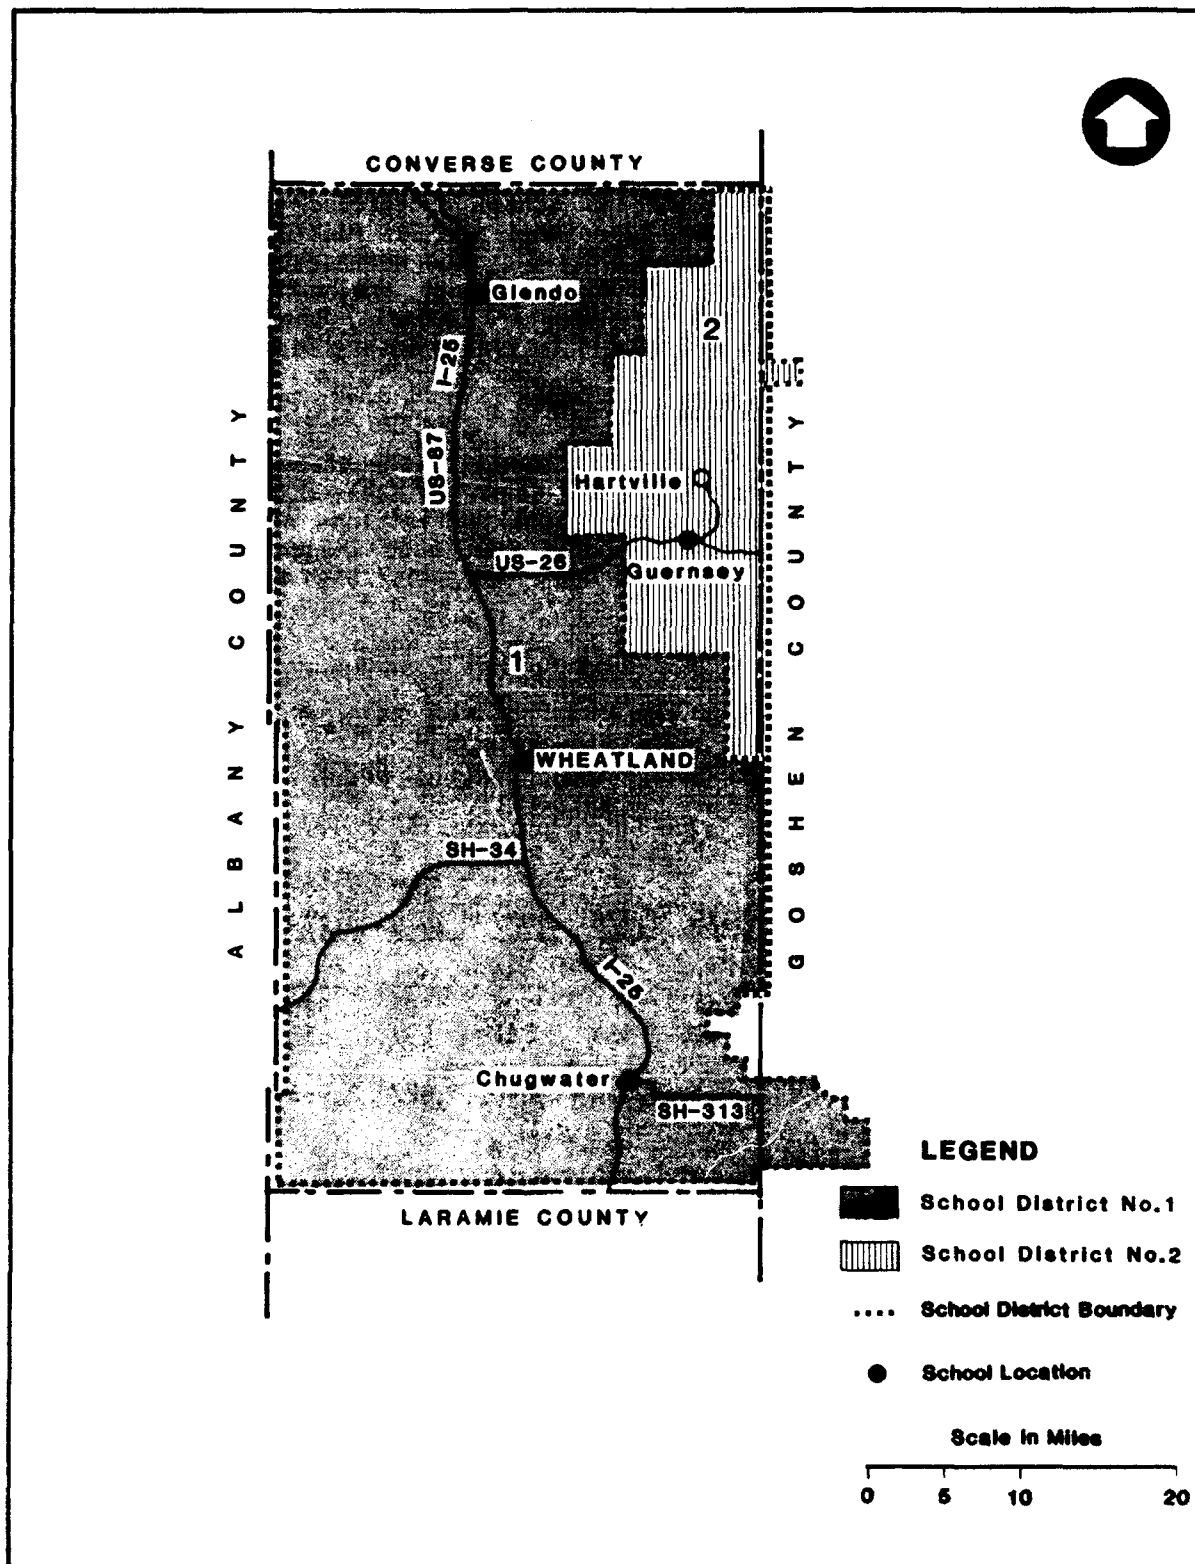 CONVERSE COUNTY
Glendo
2
I-25
ALBANY COUNTY
GOSHEN COUNTY
US-87
Hartville
US-26
Guernsey
1
WHEATLAND
SH-34
I-25
Chugwater
SH-313
LARAMIE COUNTY
LEGEND
School District No.1
School District No.2
School District Boundary
School Location
Scale in Miles
0 5 10 20